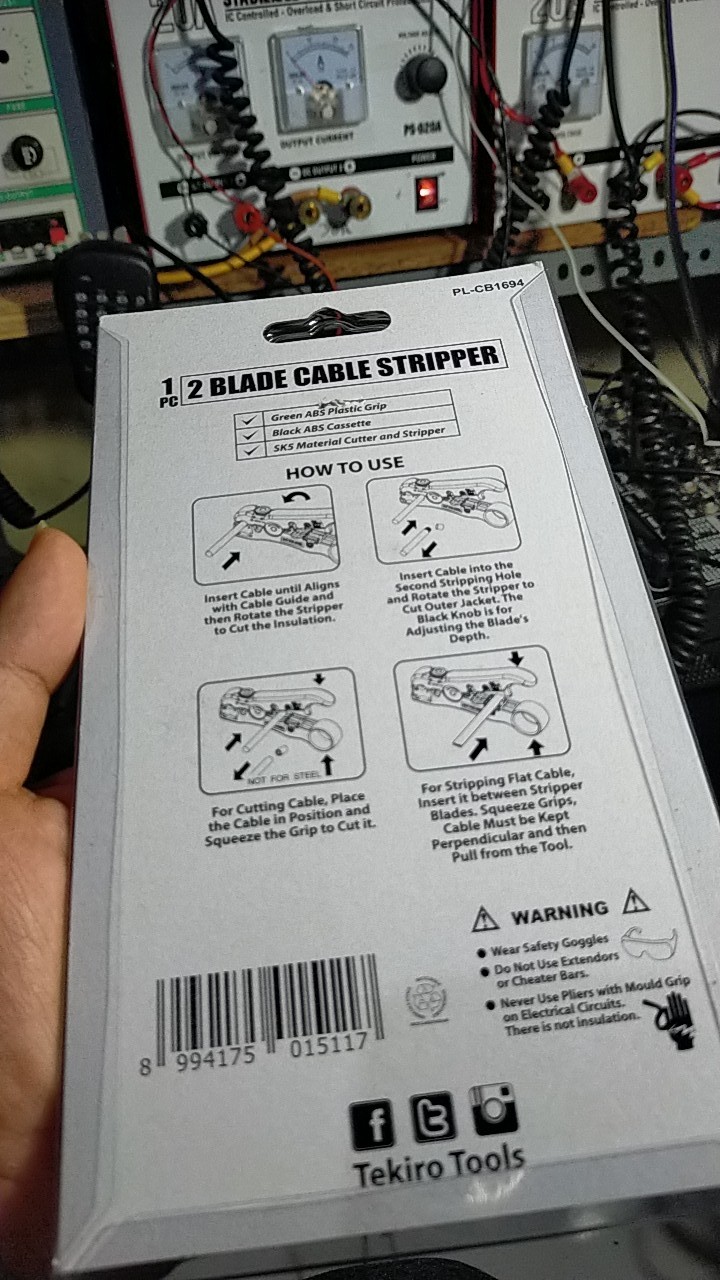 20A
IC Controlled - Overload & Short Circuit
OUTPUT CURRENT
PS-020A
POWER
PL-CB1694
1
PC
2 BLADE CABLE STRIPPER
Green ABS Plastic Grip
Black ABS Cassette
SK5 Material Cutter and Stripper
HOW TO USE
Insert Cable until Aligns
with Cable Guide and
then Rotate the Stripper
to Cut the Insulation.
Insert Cable into the
Second Stripping Hole
and Rotate the Stripper to
Cut Outer Jacket. The
Black Knob is for
Adjusting the Blade's
Depth.
NOT FOR STEEL
For Cutting Cable, Place
the Cable in Position and
Squeeze the Grip to Cut it.
For Stripping Flat Cable,
Insert it between Stripper
Blades. Squeeze Grips,
Cable Must be Kept
Perpendicular and then
Pull from the Tool.
WARNING
Wear Safety Goggles
Do Not Use Extendors
or Cheater Bars.
Never Use Pliers with Mould Grip
on Electrical Circuits.
There is not insulation.
8 994175 015117
Tekiro Tools